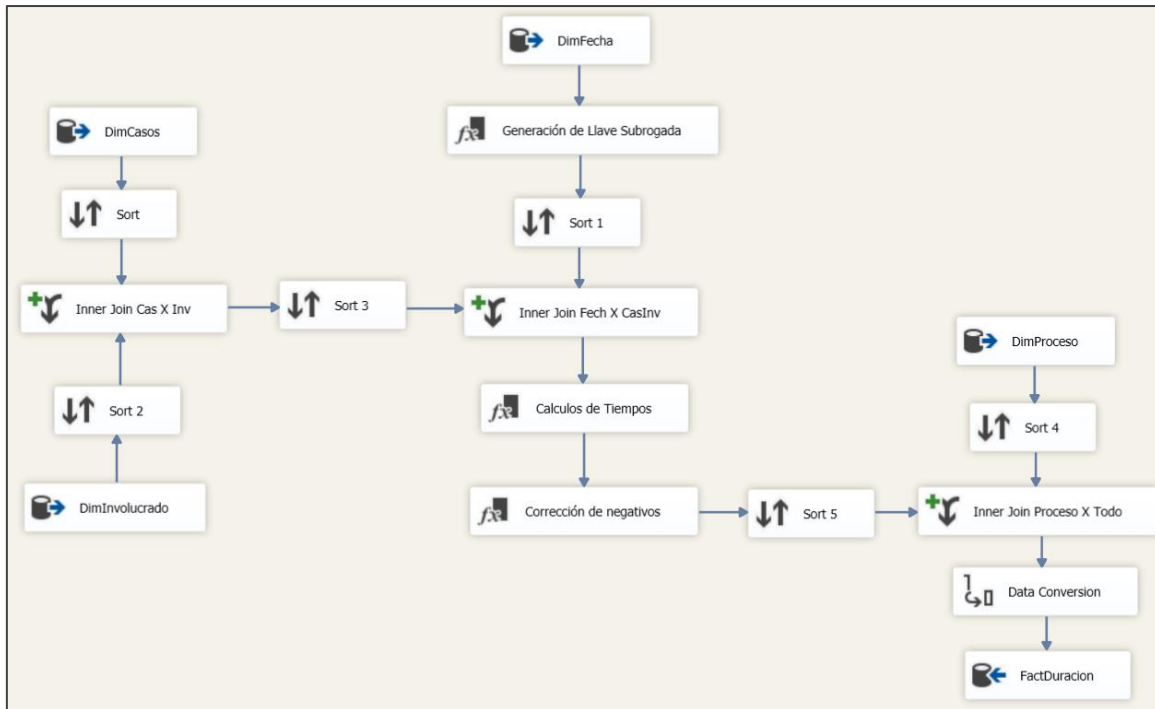 DimFecha
DimCasos
Generación de Llave Subrogada
Sort
Sort 1
Inner Join Cas X Inv
Sort 3
Inner Join Fech X CasInv
DimProceso
Sort 2
Calculos de Tiempos
Sort 4
DimInvolucrado
Corrección de negativos
Sort 5
Inner Join Proceso X Todo
Data Conversion
FactDuracion